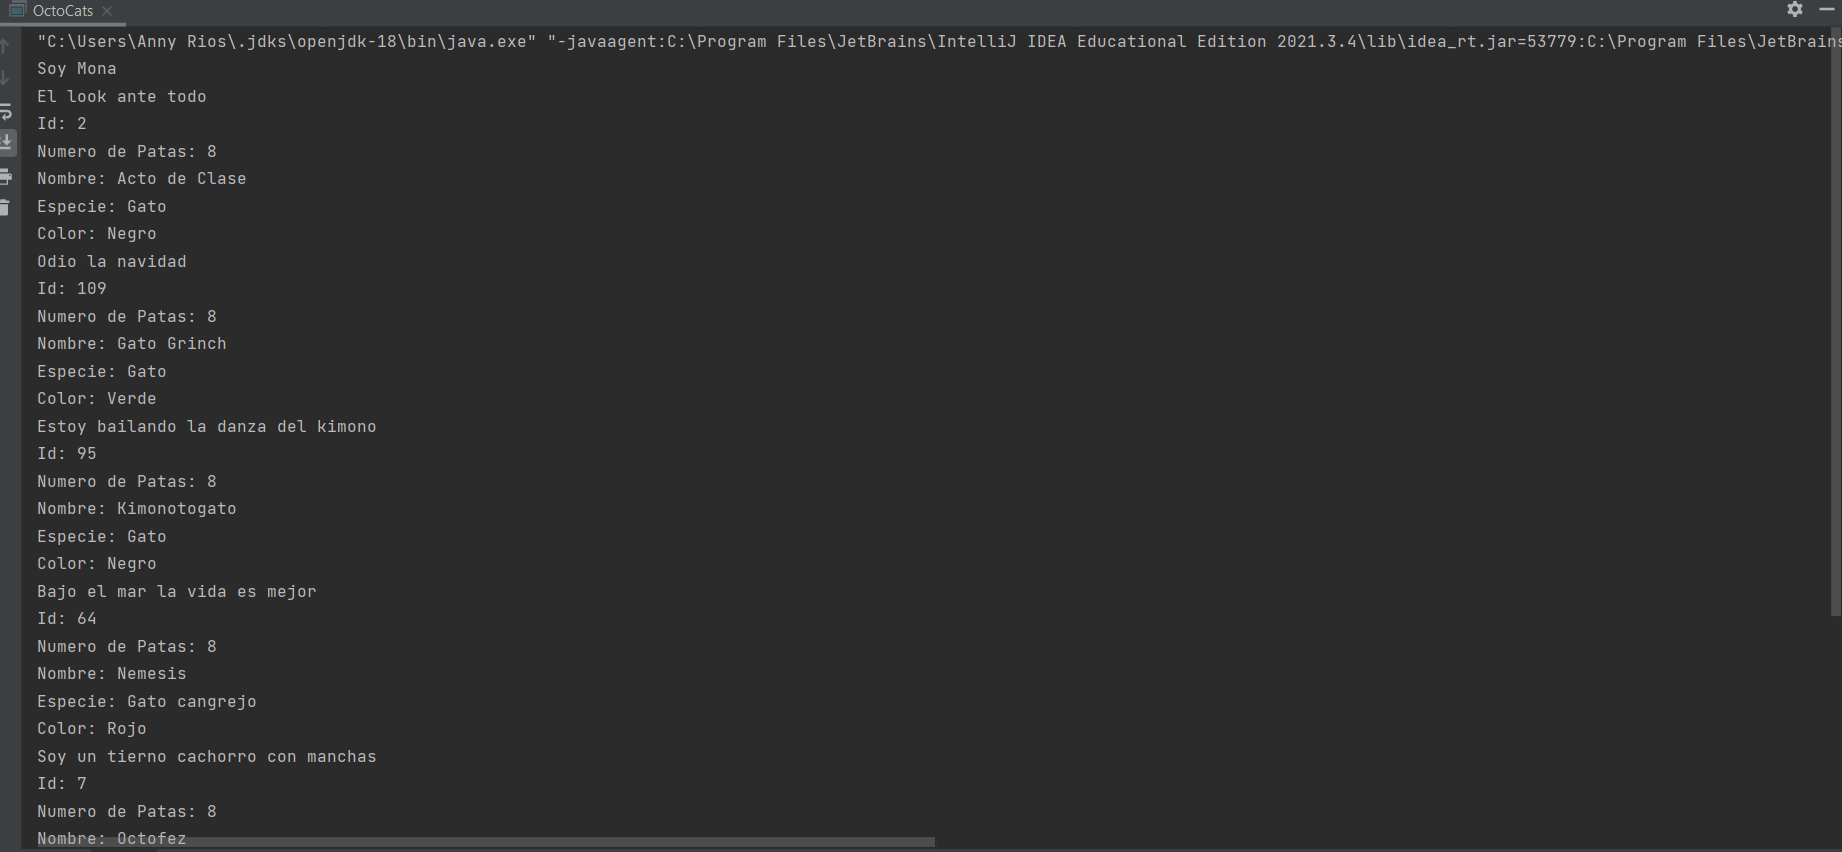 OctoCats
"C:\Users\Anny Rios\.jdks\openjdk-18\bin\java.exe" "-javaagent:C:\Program Files\JetBrains\IntelliJ IDEA Educational Edition 2021.3.4\lib\idea_rt.jar=53779:C:\Program Files\JetBrains
Soy Mona
El look ante todo
Id: 2
Numero de Patas: 8
Nombre: Acto de Clase
Especie: Gato
Color: Negro
Odio la navidad
Id: 109
Numero de Patas: 8
Nombre: Gato Grinch
Especie: Gato
Color: Verde
Estoy bailando la danza del kimono
Id: 95
Numero de Patas: 8
Nombre: Kimonotogato
Especie: Gato
Color: Negro
Bajo el mar la vida es mejor
Id: 64
Numero de Patas: 8
Nombre: Nemesis
Especie: Gato cangrejo
Color: Rojo
Soy un tierno cachorro con manchas
Id: 7
Numero de Patas: 8
Nombre: Octofez